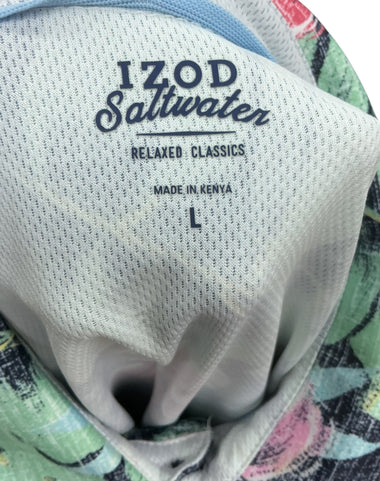 IZOD
Saltwater
RELAXED CLASSICS
MADE IN KENYA
L